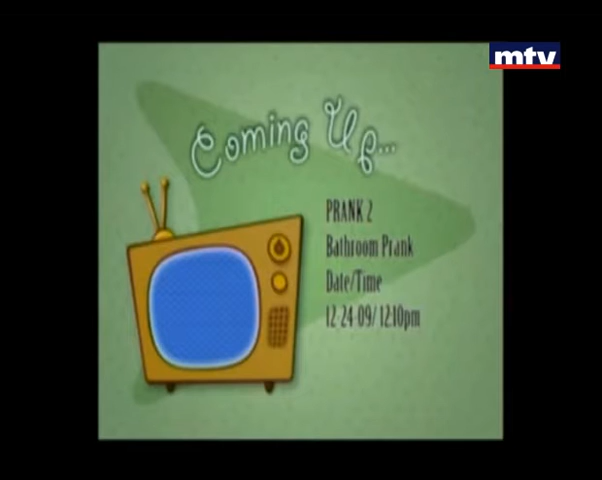 mtv
Coming Up...
PRANK 2
Bathroom Prank
Date/Time
12-24-09/ 12:10pm